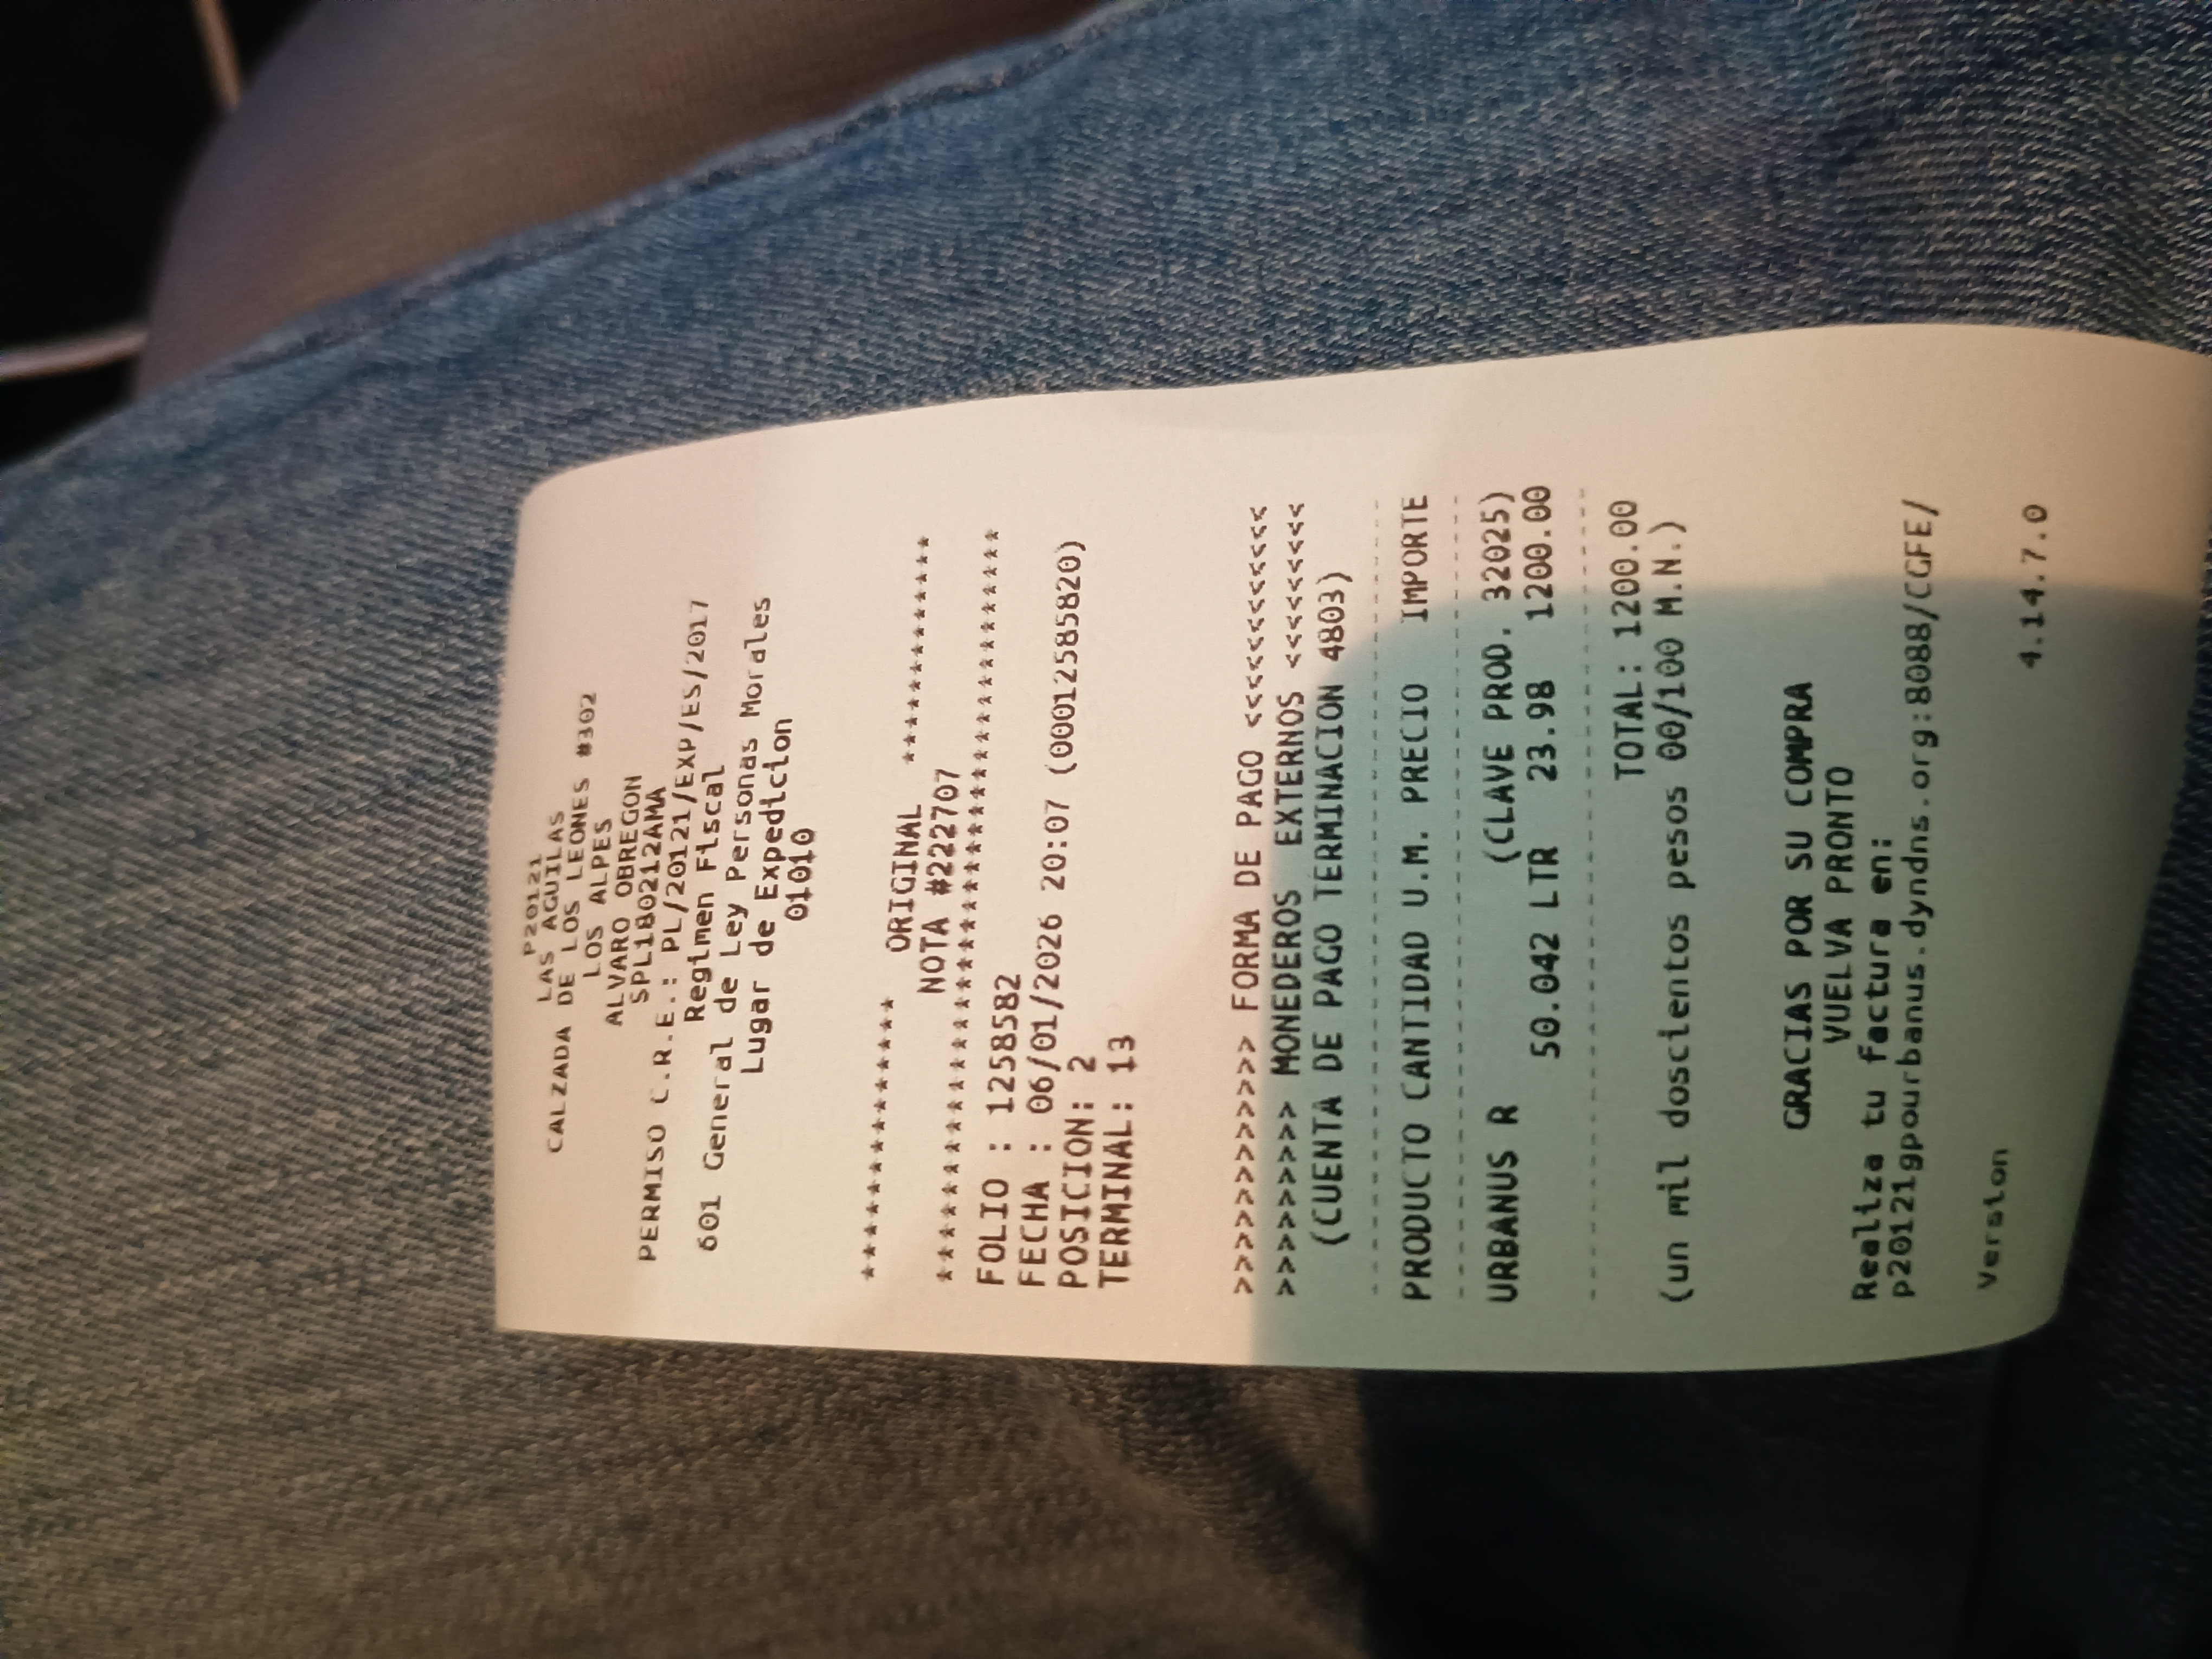 P20121
LAS AGUILAS
CALZADA DE LOS LEONES #302
LOS ALPES
ALVARO OBREGON
SPL180212AMA
PERMISO C.R.E.: PL/20121/EXP/ES/2017
Regimen Fiscal
601 General de Ley Personas Morales
Lugar de Expedicion
01010
**************** ORIGINAL ****************
NOTA #222707
******************************************
FOLIO : 1258582
FECHA : 06/01/2026 20:07 (00012585820)
POSICION: 2
TERMINAL: 13
>>>>>>>>>>>>> FORMA DE PAGO <<<<<<<<<<<<<
>>>>>>>>>> MONEDEROS EXTERNOS <<<<<<<<<<
(CUENTA DE PAGO TERMINACION 4803)
PRODUCTO CANTIDAD U.M. PRECIO IMPORTE
URBANUS R (CLAVE PROD. 32025)
50.042 LTR 23.98 1200.00
TOTAL: 1200.00
(un mil doscientos pesos 00/100 M.N.)
GRACIAS POR SU COMPRA
VUELVA PRONTO
Realiza tu factura en:
p20121gpourbanus.dyndns.org:8088/CGFE/
Version 4.14.7.0